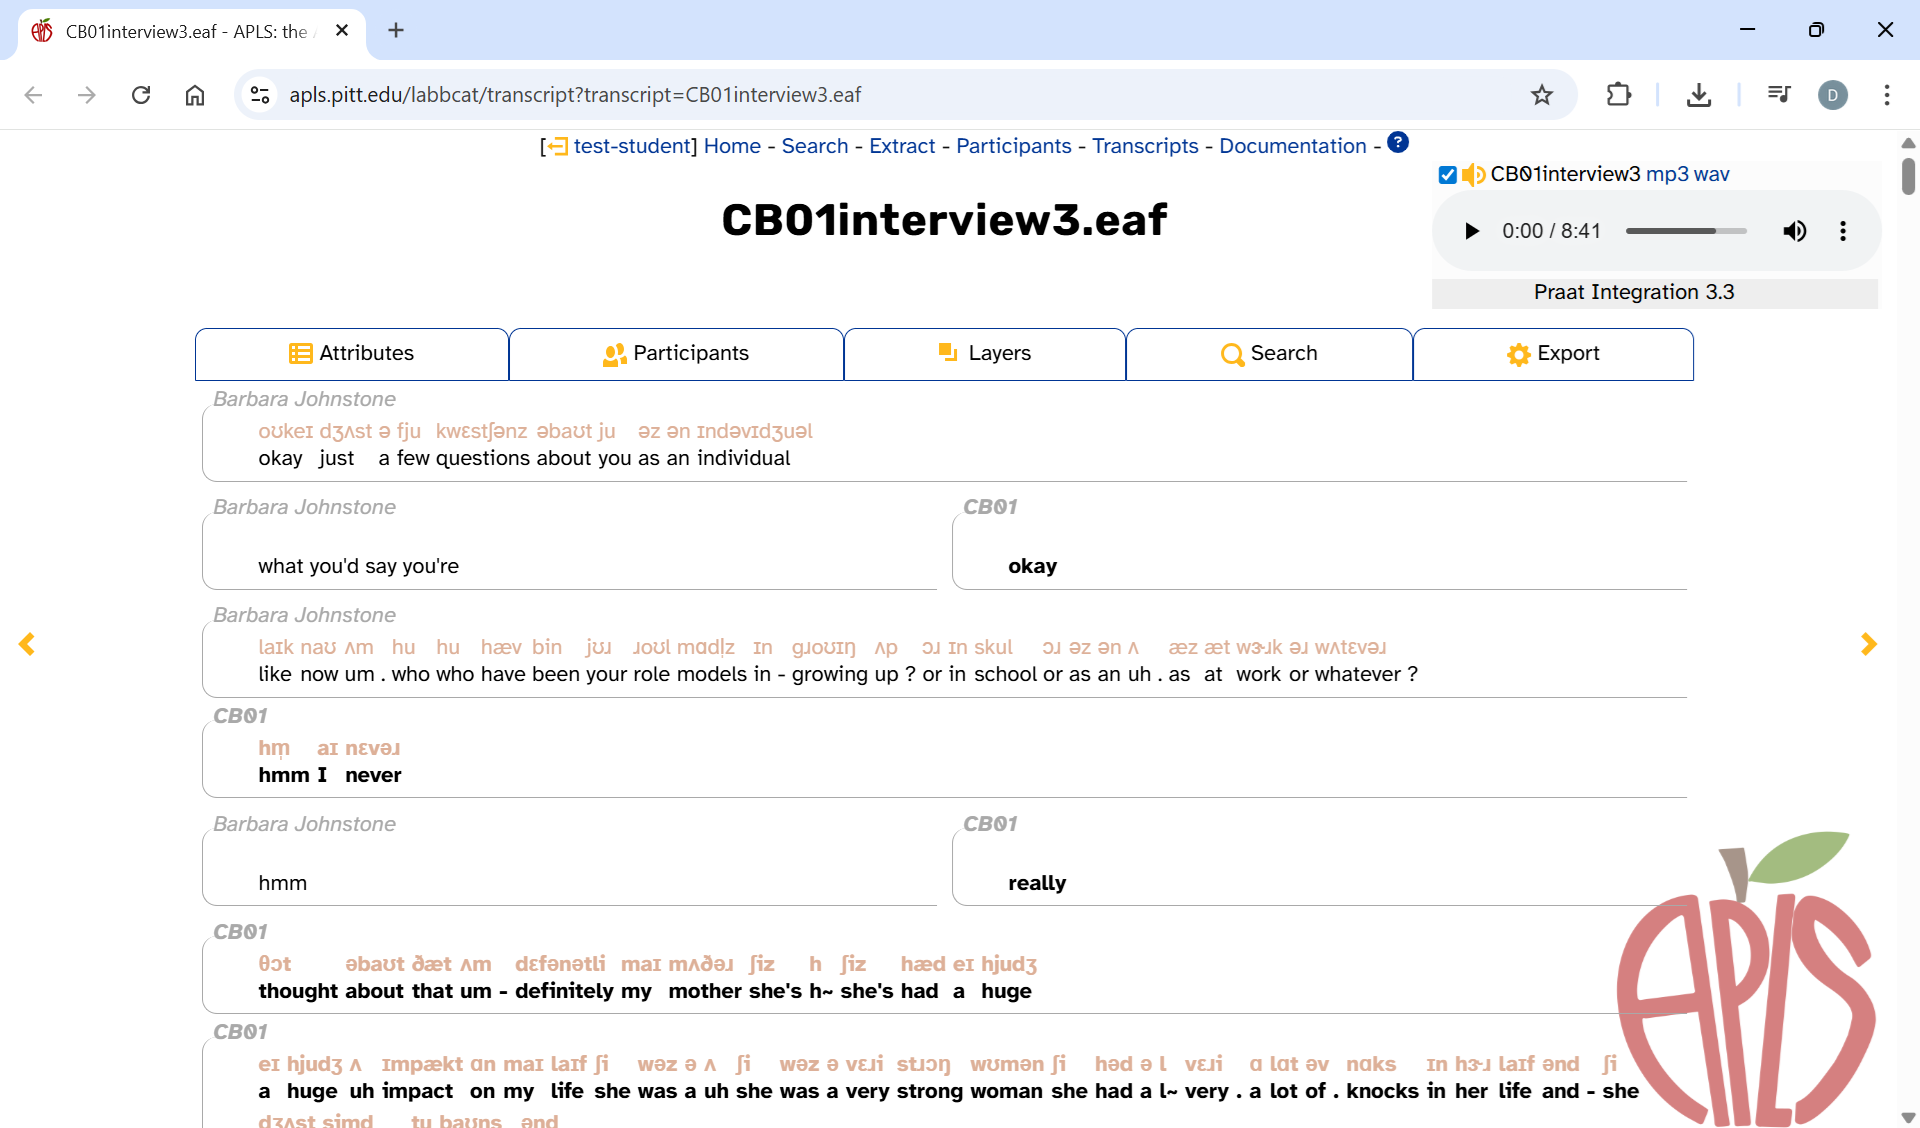 CB01interview3.eaf - APLS: the
apls.pitt.edu/labbcat/transcript?transcript=CB01interview3.eaf
D
[test-student] Home - Search - Extract - Participants - Transcripts - Documentation - ?
CB01interview3 mp3 wav
CB01interview3.eaf
0:00 / 8:41
Praat Integration 3.3
Attributes Participants Layers Search Export
Barbara Johnstone
oʊkeɪ dʒʌst ə fju kwɛstʃənz əbaʊt ju əz ən ɪndəvɪdʒuəl
okay just a few questions about you as an individual
Barbara Johnstone CB01
what you'd say you're okay
Barbara Johnstone
laɪk naʊ ʌm hu hu hæv bin jʊɹ ɹoʊl mɑdl̩z ɪn gɹoʊɪŋ ʌp ɔɹ ɪn skul ɔɹ əz ən ʌ æz æt wɝɹk əɹ wʌtɛvəɹ
like now um . who who have been your role models in - growing up ? or in school or as an uh . as at work or whatever ?
CB01
hm̩ aɪ nɛvəɹ
hmm I never
Barbara Johnstone CB01
hmm really
CB01
θɔt əbaʊt ðæt ʌm dɛfənətli maɪ mʌðəɹ ʃiz h ʃiz hæd eɪ hjudʒ
thought about that um - definitely my mother she's h~ she's had a huge
CB01
eɪ hjudʒ ʌ ɪmpækt ɑn maɪ laɪf ʃi wəz ə ʌ ʃi wəz ə vɛɹi stɹɔŋ wʊmən ʃi həd ə l vɛɹi ɑ lɑt əv nɑks ɪn hɝɹ laɪf ənd ʃi
a huge uh impact on my life she was a uh she was a very strong woman she had a l~ very . a lot of . knocks in her life and - she
dʒʌst simd tu baʊns ənd
APLS